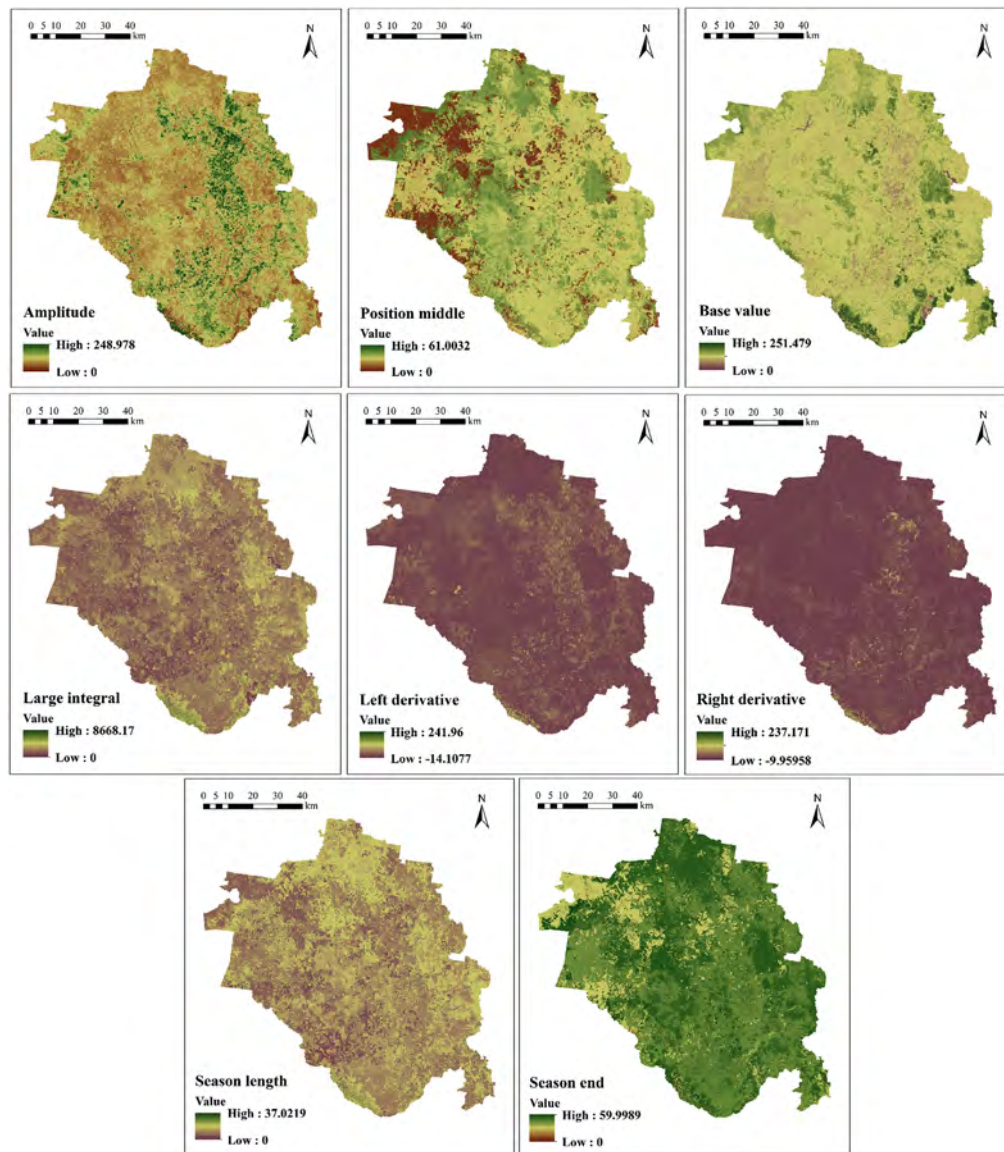 0 5 10 20 30 40
km
N
Amplitude
Value
High : 248.978
Low : 0
0 5 10 20 30 40
km
N
Position middle
Value
High : 61.0032
Low : 0
0 5 10 20 30 40
km
N
Base value
Value
High : 251.479
Low : 0
0 5 10 20 30 40
km
N
Large integral
Value
High : 8668.17
Low : 0
0 5 10 20 30 40
km
N
Left derivative
Value
High : 241.96
Low : -14.1077
0 5 10 20 30 40
km
N
Right derivative
Value
High : 237.171
Low : -9.95958
0 5 10 20 30 40
km
N
Season length
Value
High : 37.0219
Low : 0
0 5 10 20 30 40
km
N
Season end
Value
High : 59.9989
Low : 0